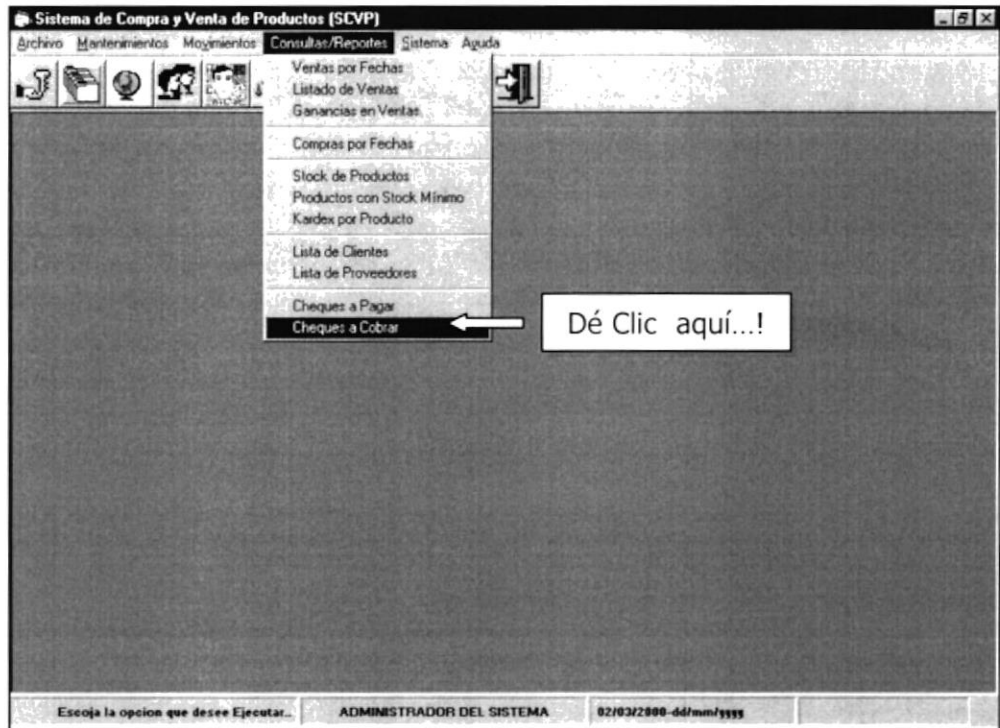 Sistema de Compra y Venta de Productos (SCVP)
Archivo Mantenimientos Movimientos Consultas/Reportes Sistema Ayuda
Ventas por Fechas
Listado de Ventas
Ganancias en Ventas
Compras por Fechas
Stock de Productos
Productos con Stock Mínimo
Kardex por Producto
Lista de Clientes
Lista de Proveedores
Cheques a Pagar
Cheques a Cobrar
Dé Clic aquí...!
Escoja la opcion que desee Ejecutar... ADMINISTRADOR DEL SISTEMA 02/03/2000-dd/mm/yyyy